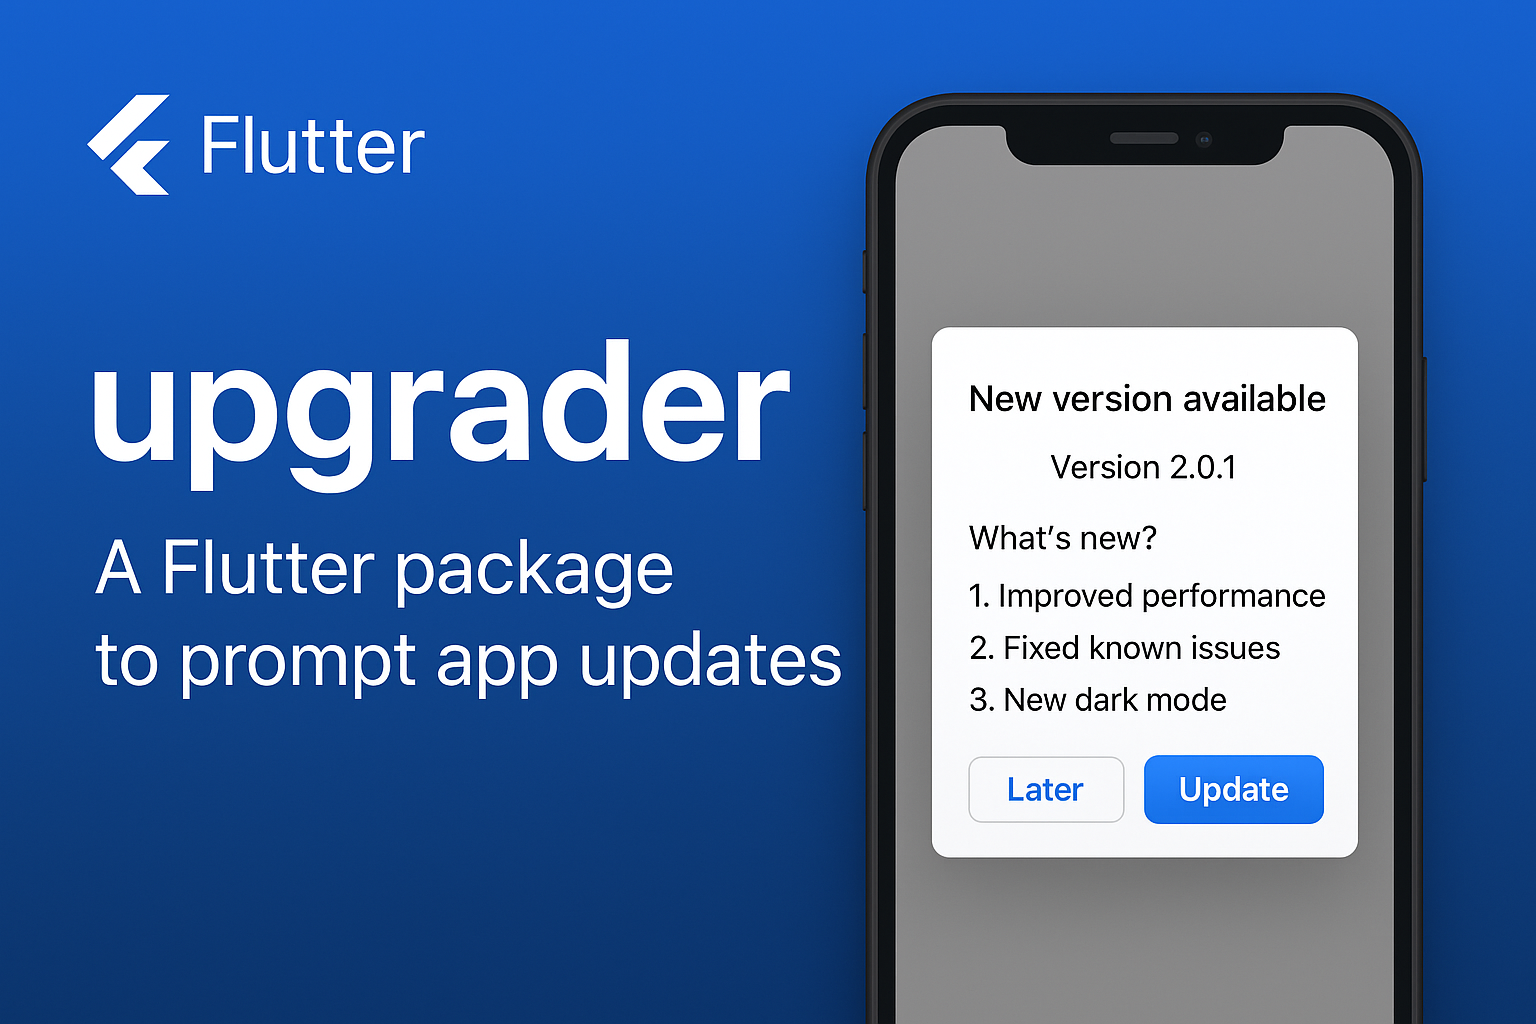 Flutter
upgrader
A Flutter package
to prompt app updates
New version available
Version 2.0.1
What’s new?
1. Improved performance
2. Fixed known issues
3. New dark mode
Later
Update